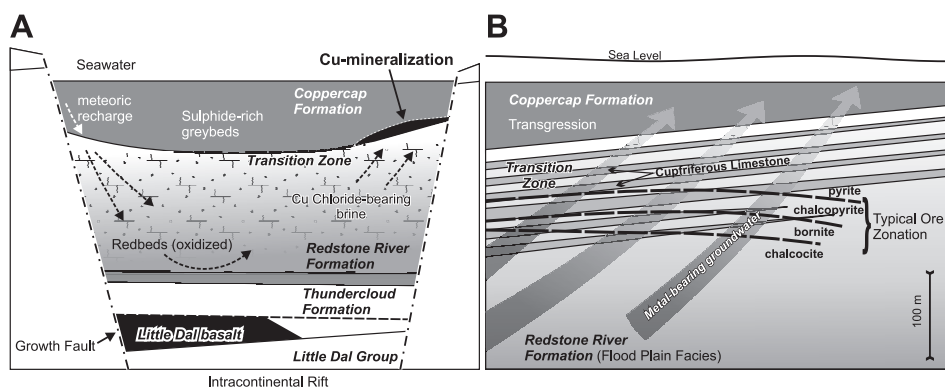 A
Seawater
Cu-mineralization
Coppercap
Formation
meteoric
recharge
Sulphide-rich
greybeds
Transition Zone
Cu Chloride-bearing
brine
Redbeds (oxidized)
Redstone River
Formation
Thundercloud
Formation
Little Dal basalt
Growth Fault
Little Dal Group
Intracontinental Rift
B
Sea Level
Coppercap Formation
Transgression
Transition
Zone
Cupriferous Limestone
pyrite
chalcopyrite
bornite
chalcocite
Typical Ore
Zonation
Metal-bearing groundwater
100 m
Redstone River
Formation (Flood Plain Facies)